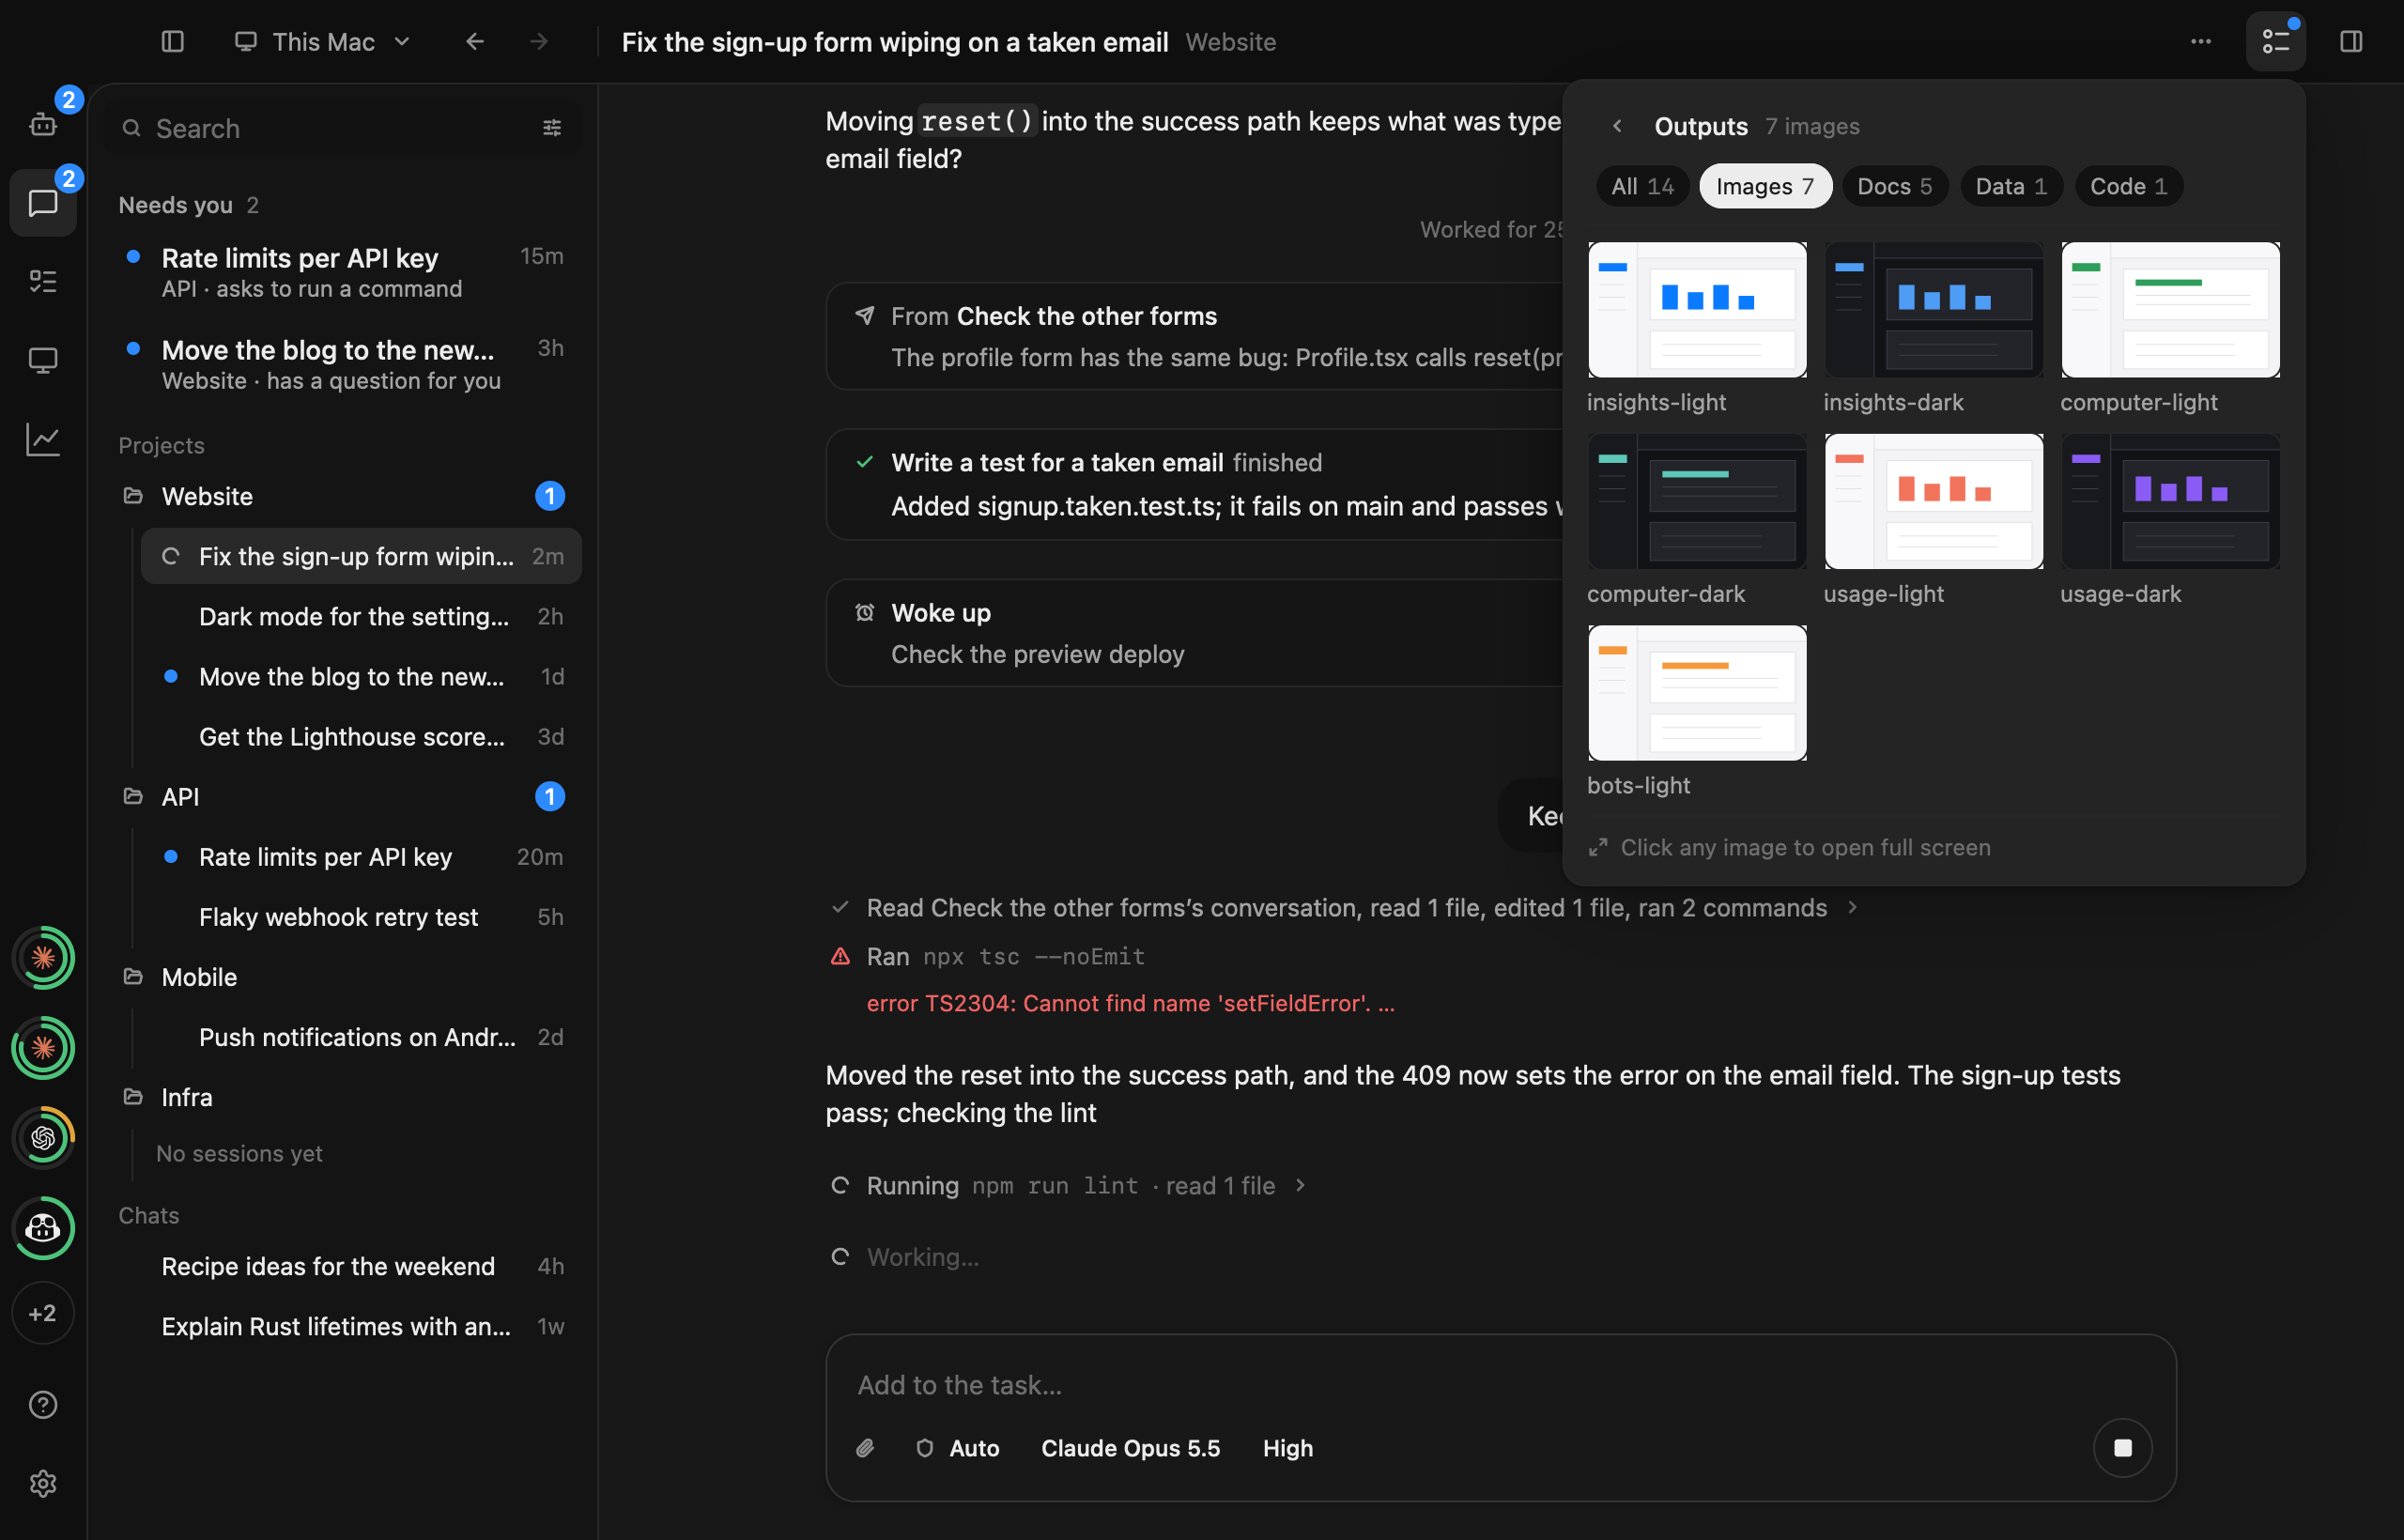 This Mac
Fix the sign-up form wiping on a taken email Website
2
2
Search
Needs you 2
Rate limits per API key 15m
API · asks to run a command
Move the blog to the new... 3h
Website · has a question for you
Projects
Website 1
Fix the sign-up form wipin... 2m
Dark mode for the setting... 2h
Move the blog to the new... 1d
Get the Lighthouse score... 3d
API 1
Rate limits per API key 20m
Flaky webhook retry test 5h
Mobile
Push notifications on Andr... 2d
Infra
No sessions yet
Chats
Recipe ideas for the weekend 4h
Explain Rust lifetimes with an... 1w
+2
Moving reset() into the success path keeps what was type
email field?
Worked for 25
From Check the other forms
The profile form has the same bug: Profile.tsx calls reset(pr
Write a test for a taken email finished
Added signup.taken.test.ts; it fails on main and passes
Woke up
Check the preview deploy
Outputs 7 images
All 14 Images 7 Docs 5 Data 1 Code 1
insights-light insights-dark computer-light
computer-dark usage-light usage-dark
bots-light
Click any image to open full screen
Read Check the other forms’s conversation, read 1 file, edited 1 file, ran 2 commands
Ran npx tsc --noEmit
error TS2304: Cannot find name 'setFieldError'. ...
Moved the reset into the success path, and the 409 now sets the error on the email field. The sign-up tests
pass; checking the lint
Running npm run lint · read 1 file
Working...
Add to the task...
Auto Claude Opus 5.5 High